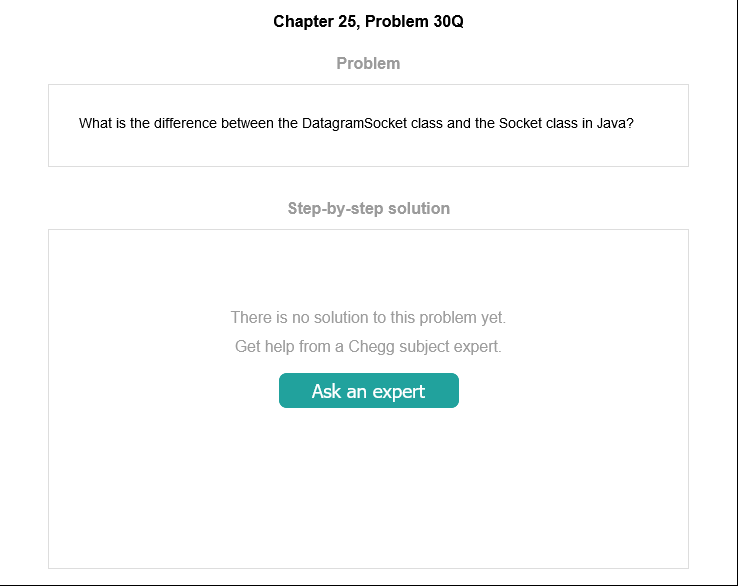 Chapter 25, Problem 30Q
Problem
What is the difference between the DatagramSocket class and the Socket class in Java?
Step-by-step solution
There is no solution to this problem yet.
Get help from a Chegg subject expert.
Ask an expert